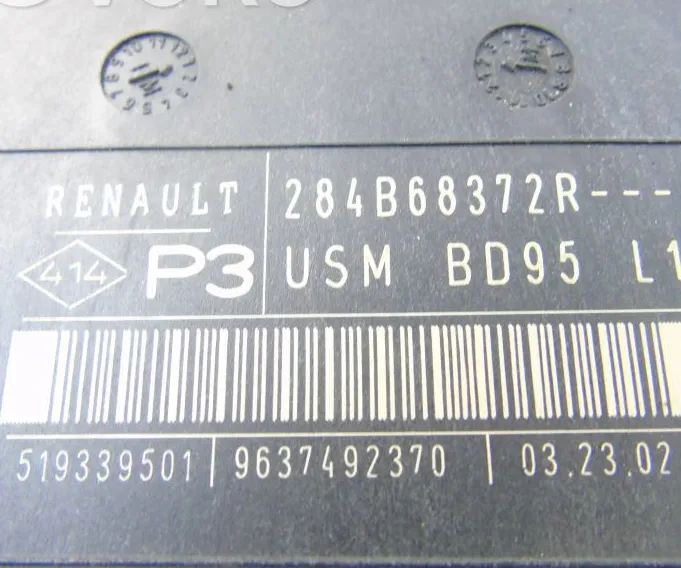 RENAULT 284B68372R---
414 P3 USM BD95 L1
519339501 9637492370 03.23.02